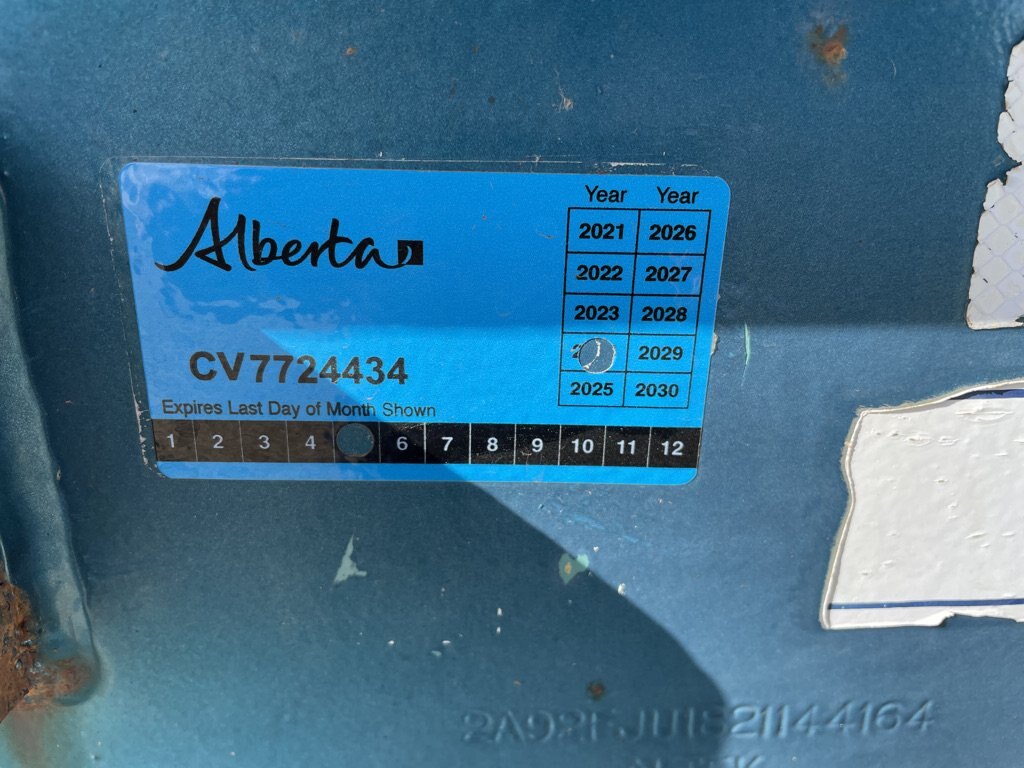 Alberta
Year Year
2021 2026
2022 2027
2023 2028
2029
2025 2030
CV7724434
Expires Last Day of Month Shown
1 2 3 4 6 7 8 9 10 11 12